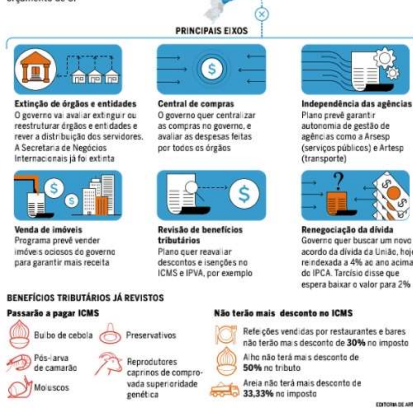 orçamento de SP
PRINCIPAIS EIXOS
Extinção de órgãos e entidades
O governo vai avaliar extinguir ou
reestruturar órgãos e entidades e
rever a distribuição dos servidores.
A Secretaria de Negócios
Internacionais já foi extinta
Central de compras
O governo quer centralizar
as compras no governo, e
avaliar as despesas feitas
por todos os órgãos
Independência das agências
Plano prevê garantir
autonomia de gestão de
agências como a Arsesp
(serviços públicos) e Artesp
(transporte)
Venda de imóveis
Programa prevê vender
imóveis ociosos do governo
para garantir mais receita
Revisão de benefícios
tributários
Plano quer reavaliar
descontos e isenções no
ICMS e IPVA, por exemplo
Renegociação da dívida
Governo quer buscar um novo
acordo da dívida da União, hoje
reindexada a 4% ao ano acima
do IPCA. Tarcísio disse que
espera baixar o valor para 2%
BENEFÍCIOS TRIBUTÁRIOS JÁ REVISTOS
Passarão a pagar ICMS
Bulbo de cebola
Preservativos
Pós-larva
de camarão
Reprodutores
caprinos de compro-
vada superioridade
genética
Moluscos
Não terão mais desconto no ICMS
Refeições vendidas por restaurantes e bares
não terão mais desconto de 30% no imposto
Alho não terá mais desconto de
50% no tributo
Areia não terá mais desconto de
33,33% no imposto
EDITORIA DE ART